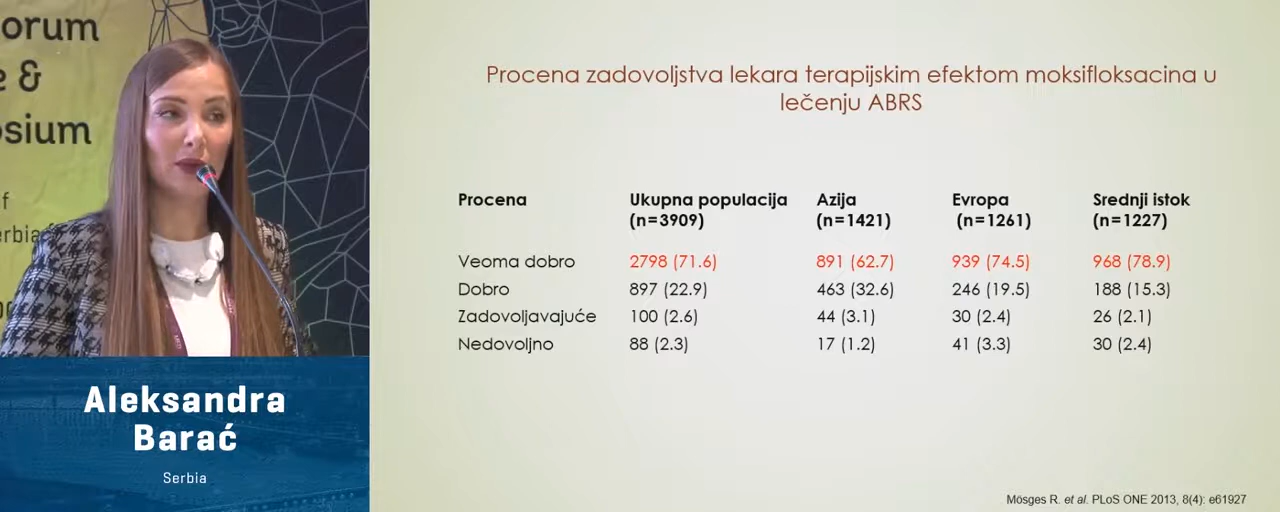 orum
e &
osium
f
erbia
Aleksandra
Barać
Serbia
Procena zadovoljstva lekara terapijskim efektom moksifloksacina u
lečenju ABRS
Procena Ukupna populacija Azija Evropa Srednji istok
(n=3909) (n=1421) (n=1261) (n=1227)
Veoma dobro 2798 (71.6) 891 (62.7) 939 (74.5) 968 (78.9)
Dobro 897 (22.9) 463 (32.6) 246 (19.5) 188 (15.3)
Zadovoljavajuće 100 (2.6) 44 (3.1) 30 (2.4) 26 (2.1)
Nedovoljno 88 (2.3) 17 (1.2) 41 (3.3) 30 (2.4)
Mösges R. et al. PLoS ONE 2013, 8(4): e61927